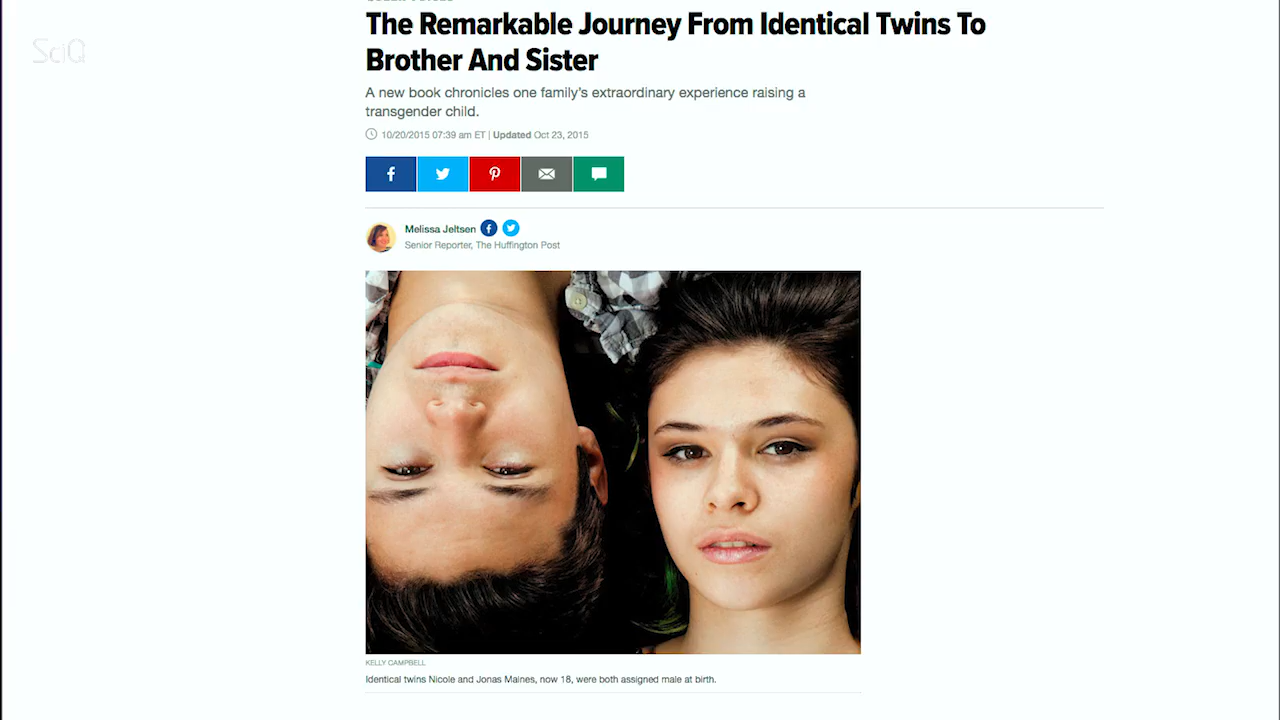 SciQ
The Remarkable Journey From Identical Twins To
Brother And Sister
A new book chronicles one family's extraordinary experience raising a
transgender child.
10/20/2015 07:39 am ET | Updated Oct 23, 2015
Melissa Jeltsen
Senior Reporter, The Huffington Post
KELLY CAMPBELL
Identical twins Nicole and Jonas Maines, now 18, were both assigned male at birth.